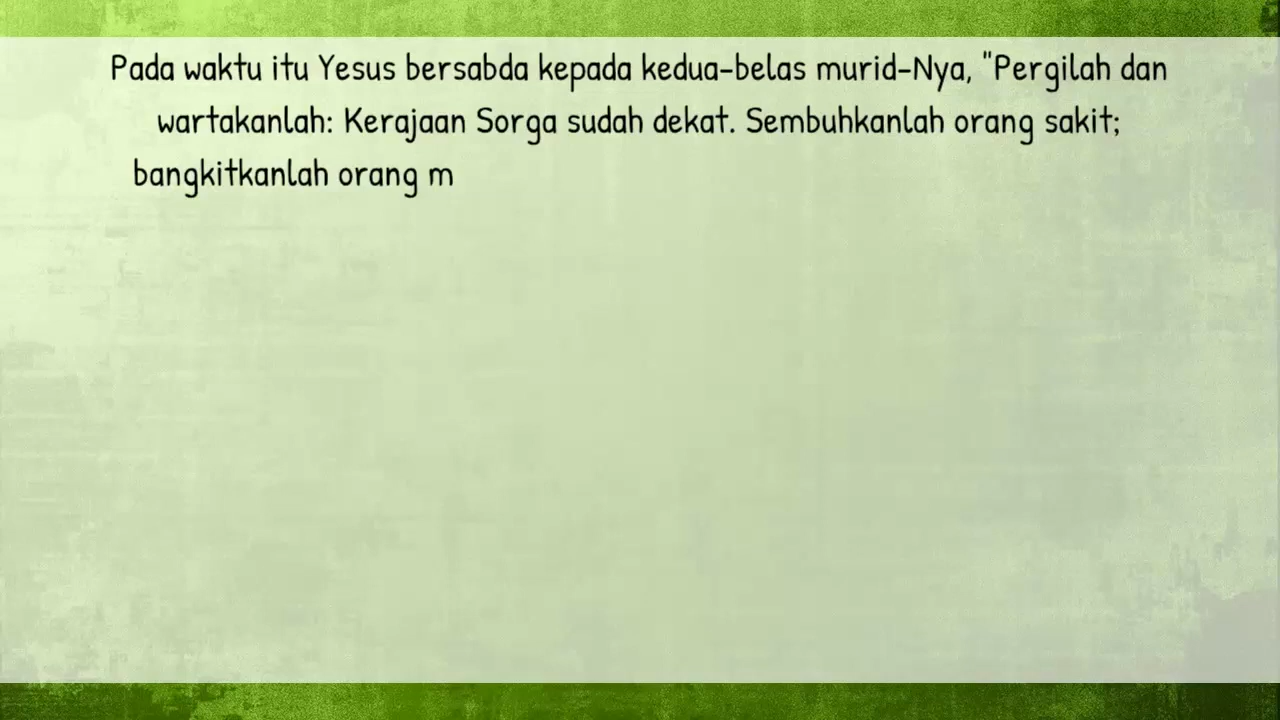 Pada waktu itu Yesus bersabda kepada kedua-belas murid-Nya, "Pergilah dan
wartakanlah: Kerajaan Sorga sudah dekat. Sembuhkanlah orang sakit;
bangkitkanlah orang m